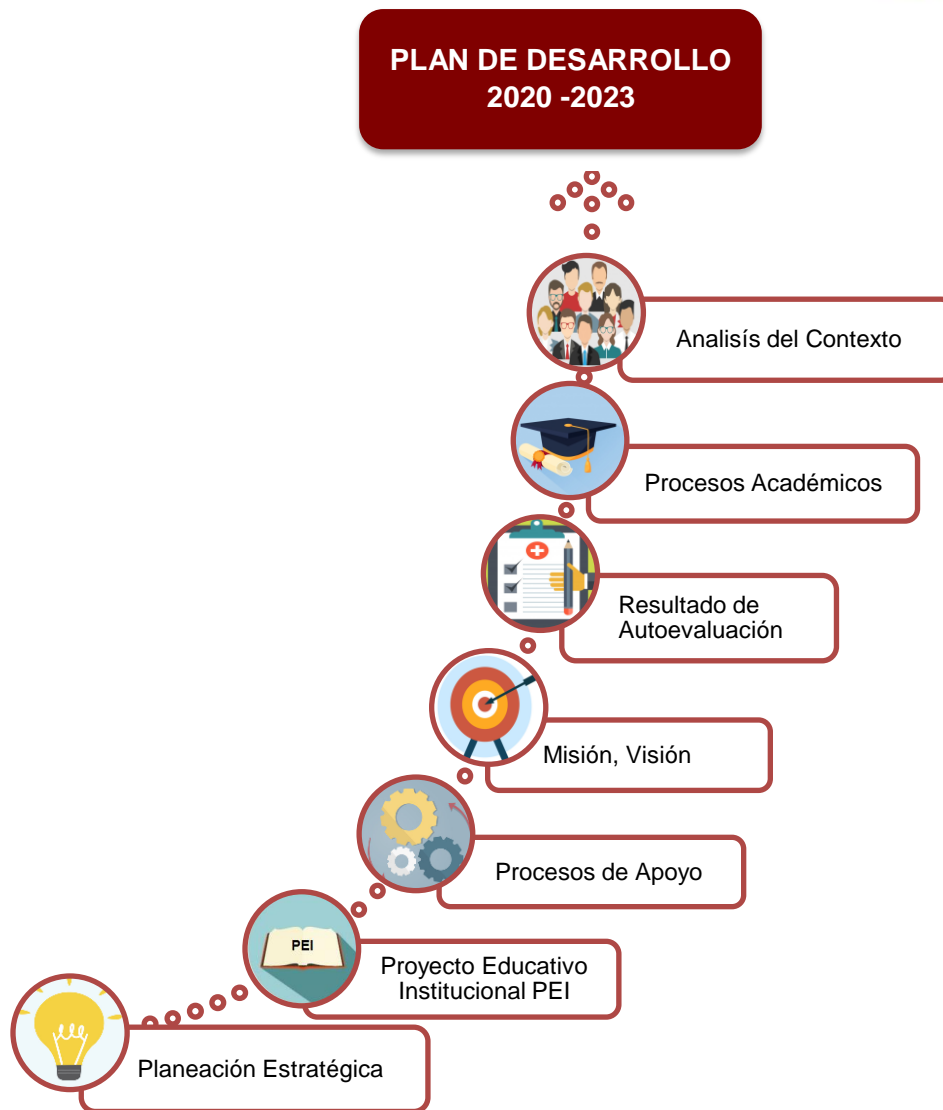 PLAN DE DESARROLLO
2020 -2023
Analisís del Contexto
Procesos Académicos
Resultado de
Autoevaluación
Misión, Visión
Procesos de Apoyo
PEI
Proyecto Educativo
Institucional PEI
Planeación Estratégica